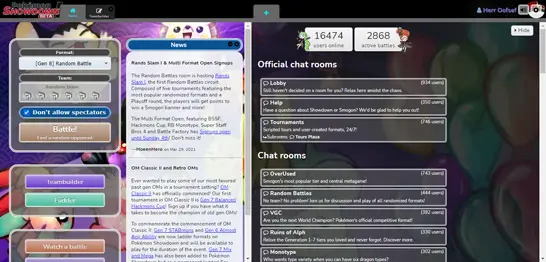 Pokémon
SHOWDOWN!
BETA
Home
Teambuilder
Herr Oofsef
Format:
[Gen 8] Random Battle
Team:
Random team
Don't allow spectators
Battle!
Find a random opponent
Teambuilder
Ladder
Watch a battle
News
Rands Slam I & Multi Format Open Signups
The Random Battles room is hosting Rands
Slam I, the first Random Battles circuit.
Composed of five tournaments featuring the
most popular randomized formats and a
Playoff round, the players will get points to
win a Smogon banner and more!
The Multi Format Open, featuring BSSF,
Hackmons Cup, RB Monotype, Super Staff
Bros 4 and Battle Factory has Signups open
until Sunday 4th! Don't miss it!
on Mar 29, 2021
OM Classic II and Retro OMs
Ever wanted to play some of our most favored
past gen OMs in a tournament setting? OM
Classic II has officially commenced! Our first
tournament in OM Classic II is Gen 7 Balanced
Hackmons Cup! Sign up if you want what it
takes to become the champion of old gen OMs!
To commemorate the commencement of OM
Classic II, Gen 7 STABmons and Gen 6 Almost
Any Ability are now ladder formats on
Pokémon Showdown and will be available to
play for the duration of the event. Gen 7 Mix
and Mega has also been added to Pokémon
16474
users online
2868
active battles
Hide
Official chat rooms
Lobby
(934 users)
Still haven't decided on a room for you? Relax here amidst the chaos.
Help
(350 users)
Have a question about Showdown or Smogon? We'd be glad to help you out!
Tournaments
(746 users)
Scripted tours and user-created formats, 24/7!
Subrooms: Tours Plaza
Chat rooms
OverUsed
(743 users)
Smogon's most popular tier and central metagame!
Random Battles
(444 users)
Team? No problem! Join us for discussion and play all randomized formats!
VGC
(392 users)
Are you the next World Champion? Pokémon's official competitive format!
Ruins of Alph
(330 users)
Relive the Generation 1-7 tiers you loved and never forgot. Discover more.
Monotype
(302 users)
Who wants type variety when you can have six dragon types?